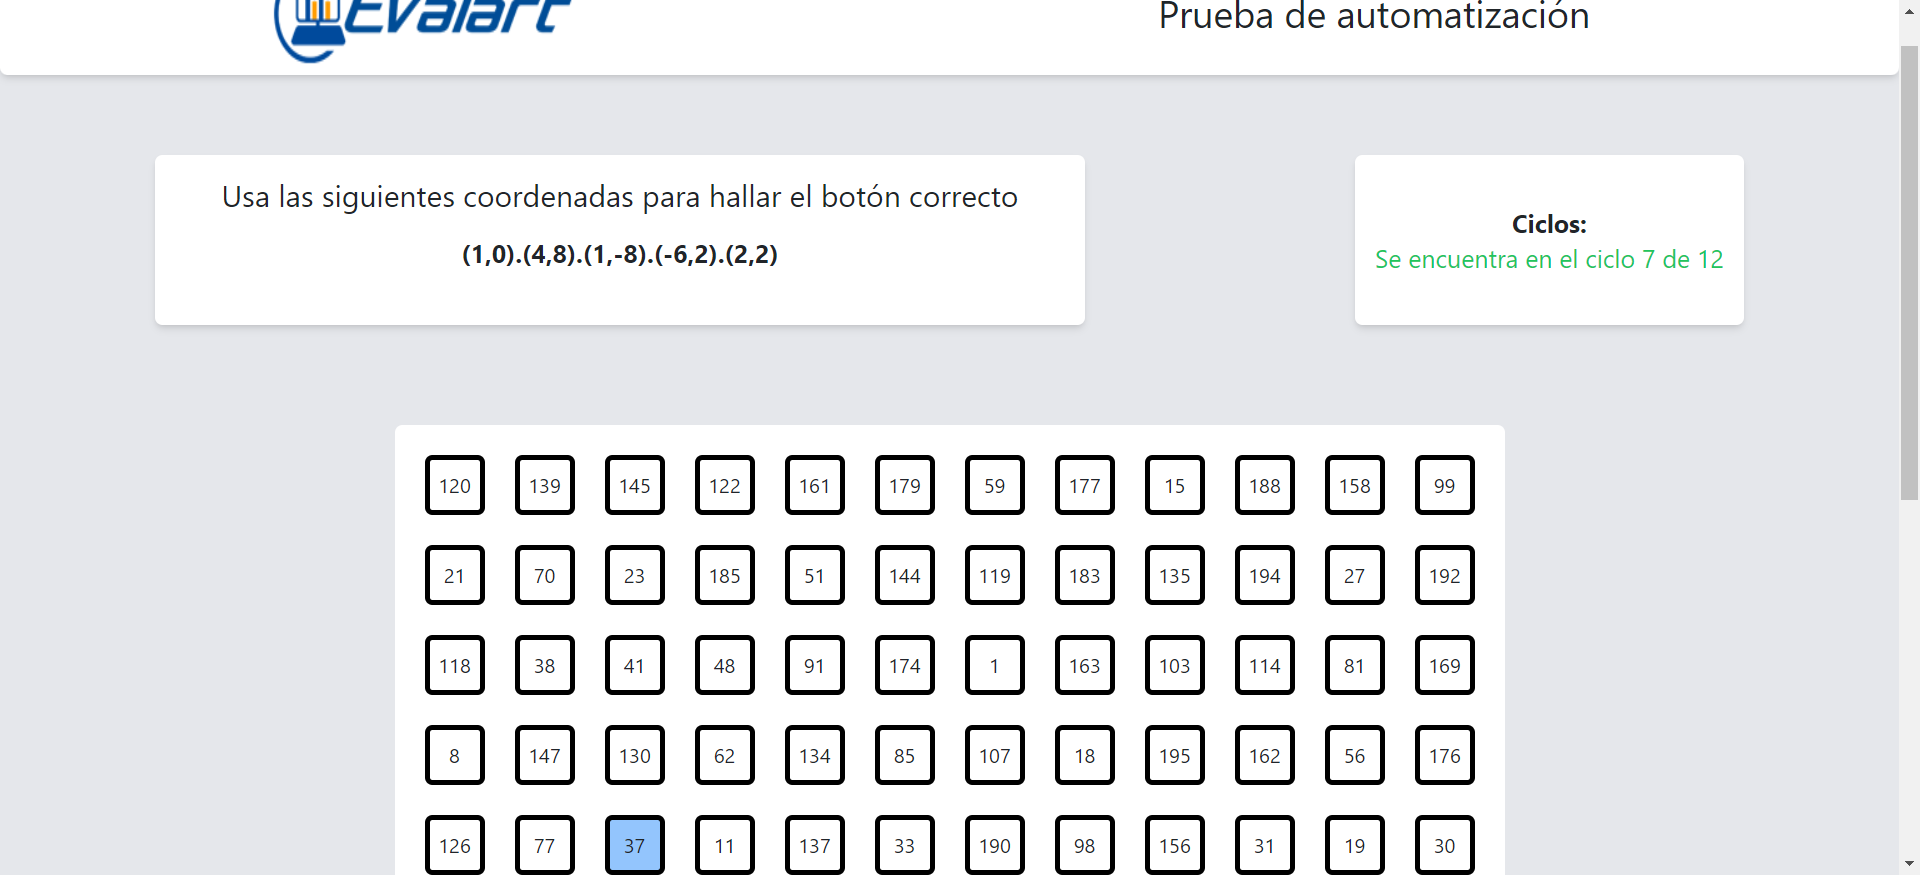 Evalart
Prueba de automatización
Usa las siguientes coordenadas para hallar el botón correcto
(1,0).(4,8).(1,-8).(-6,2).(2,2)
Ciclos:
Se encuentra en el ciclo 7 de 12
120 139 145 122 161 179 59 177 15 188 158 99
21 70 23 185 51 144 119 183 135 194 27 192
118 38 41 48 91 174 1 163 103 114 81 169
8 147 130 62 134 85 107 18 195 162 56 176
126 77 37 11 137 33 190 98 156 31 19 30